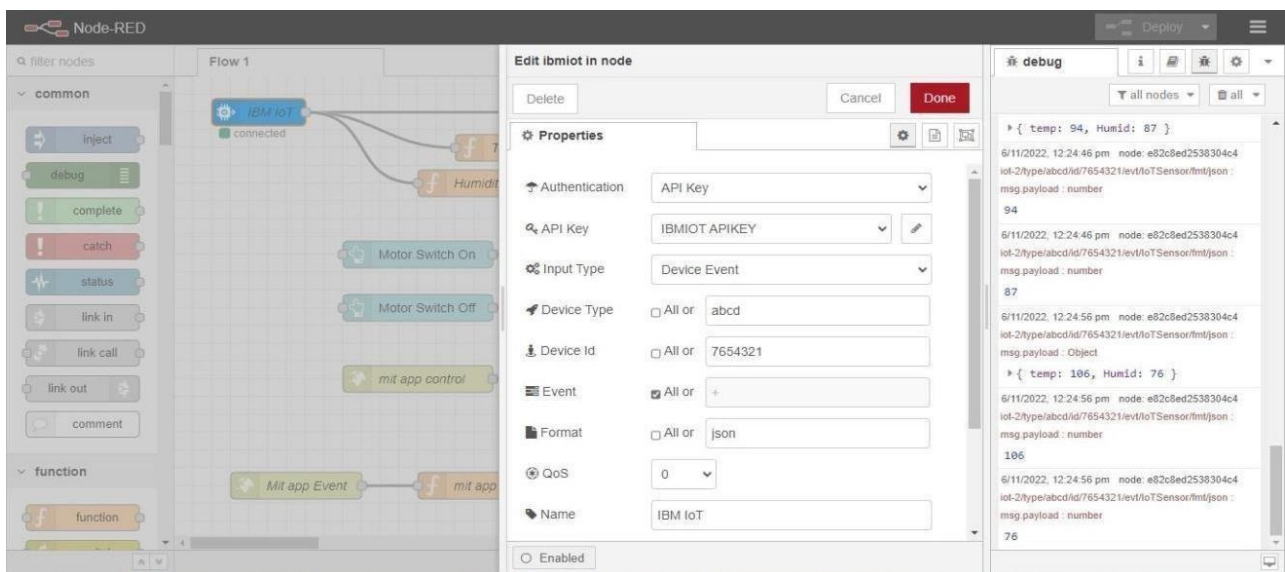 Node-RED
Deploy
filter nodes
common
inject
debug
complete
catch
status
link in
link call
link out
comment
function
function
Flow 1
IBM IoT
connected
T
Humidit
Motor Switch On
Motor Switch Off
mit app control
Mit app Event
mit app
Edit ibmiot in node
Delete
Cancel
Done
Properties
Authentication
API Key
API Key
IBMIOT APIKEY
Input Type
Device Event
Device Type
All or
abcd
Device Id
All or
7654321
Event
All or
+
Format
All or
json
QoS
0
Name
IBM IoT
Enabled
debug
all nodes
all
{ temp: 94, Humid: 87 }
6/11/2022, 12:24:46 pm node: e82c8ed2538304c4
iot-2/type/abcd/id/7654321/evt/IoTSensor/fmt/json :
msg.payload : number
94
6/11/2022, 12:24:46 pm node: e82c8ed2538304c4
iot-2/type/abcd/id/7654321/evt/IoTSensor/fmt/json :
msg.payload : number
87
6/11/2022, 12:24:56 pm node: e82c8ed2538304c4
iot-2/type/abcd/id/7654321/evt/IoTSensor/fmt/json :
msg.payload : Object
{ temp: 106, Humid: 76 }
6/11/2022, 12:24:56 pm node: e82c8ed2538304c4
iot-2/type/abcd/id/7654321/evt/IoTSensor/fmt/json :
msg.payload : number
106
6/11/2022, 12:24:56 pm node: e82c8ed2538304c4
iot-2/type/abcd/id/7654321/evt/IoTSensor/fmt/json :
msg.payload : number
76